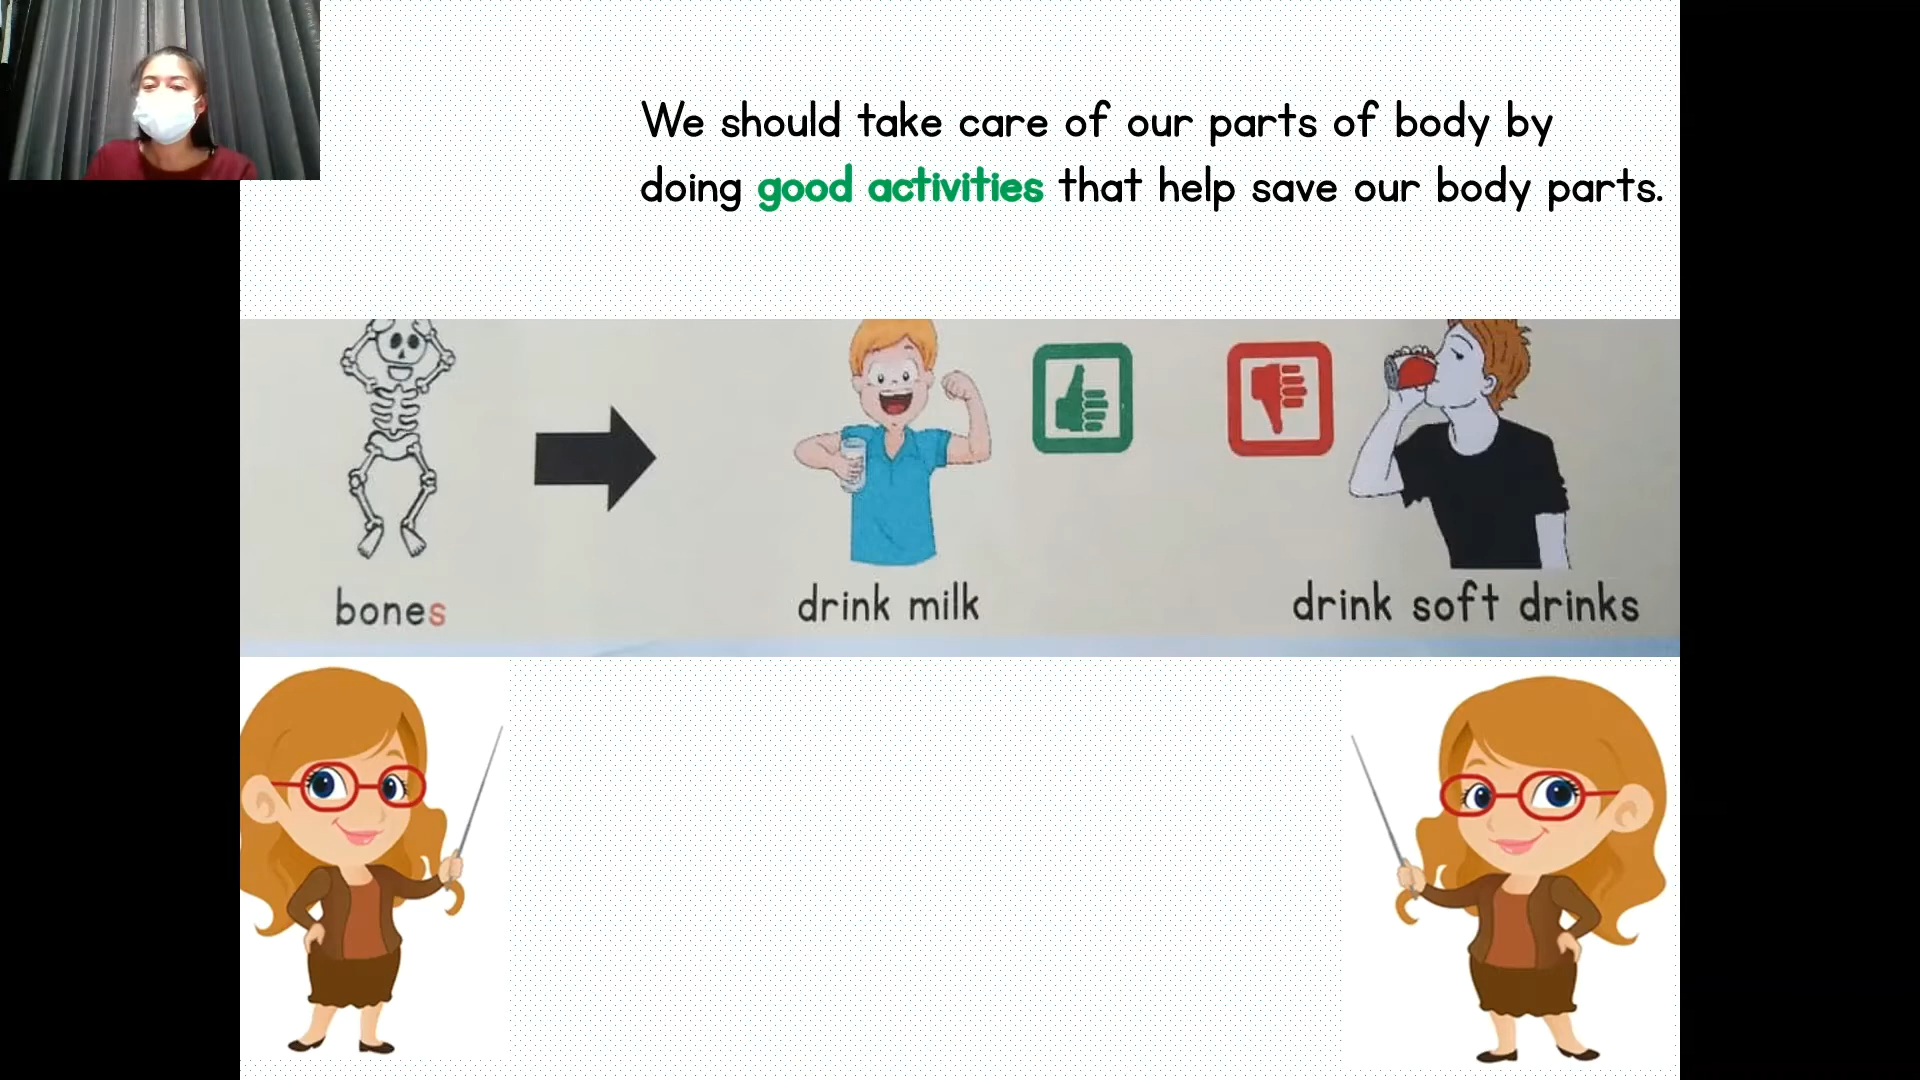 We should take care of our parts of body by
doing good activities that help save our body parts.
bones
drink milk
drink soft drinks